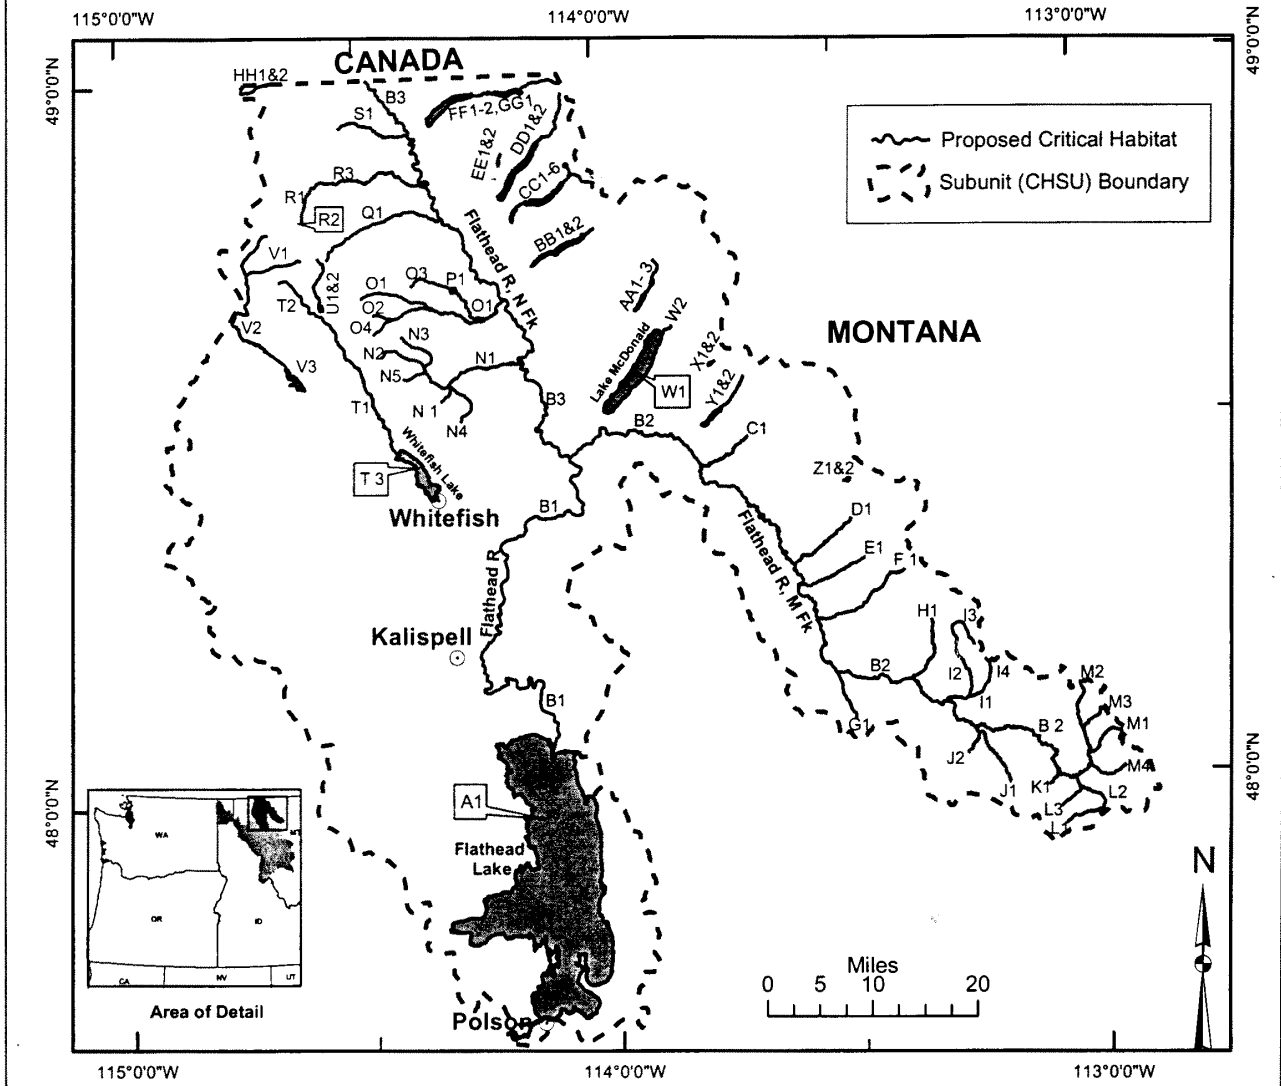 115°0'0"W
114°0'0"W
113°0'0"W
49°0'0"N
49°0'0"N
CANADA
HH1&2
B3
S1
FF1-2,GG1
EE1&2
DD1&2
CC1-6
Proposed Critical Habitat
Subunit (CHSU) Boundary
R3
R1
R2
Q1
Flathead R, N Fk
BB1&2
V1
U1&2
O1
O3
P1
O1
AA1-3
T2
O2
O4
W2
MONTANA
V2
N3
N2
N1
Lake McDonald
X1&2
V3
N5
W1
Y1&2
T1
N 1
N4
B3
B2
C1
Whitefish Lake
T 3
Z1&2
Whitefish
B1
D1
Flathead R, M Fk
E1
F 1
Flathead R
H1
I3
Kalispell
B2
I2
I4
M2
I1
M3
B1
G1
B 2
M1
J2
M4
J1
K1
L2
L3
A1
Flathead
Lake
48°0'0"N
48°0'0"N
WA
MT
OR
ID
CA
NV
UT
Area of Detail
N
Miles
0 5 10 20
Polson
115°0'0"W
114°0'0"W
113°0'0"W